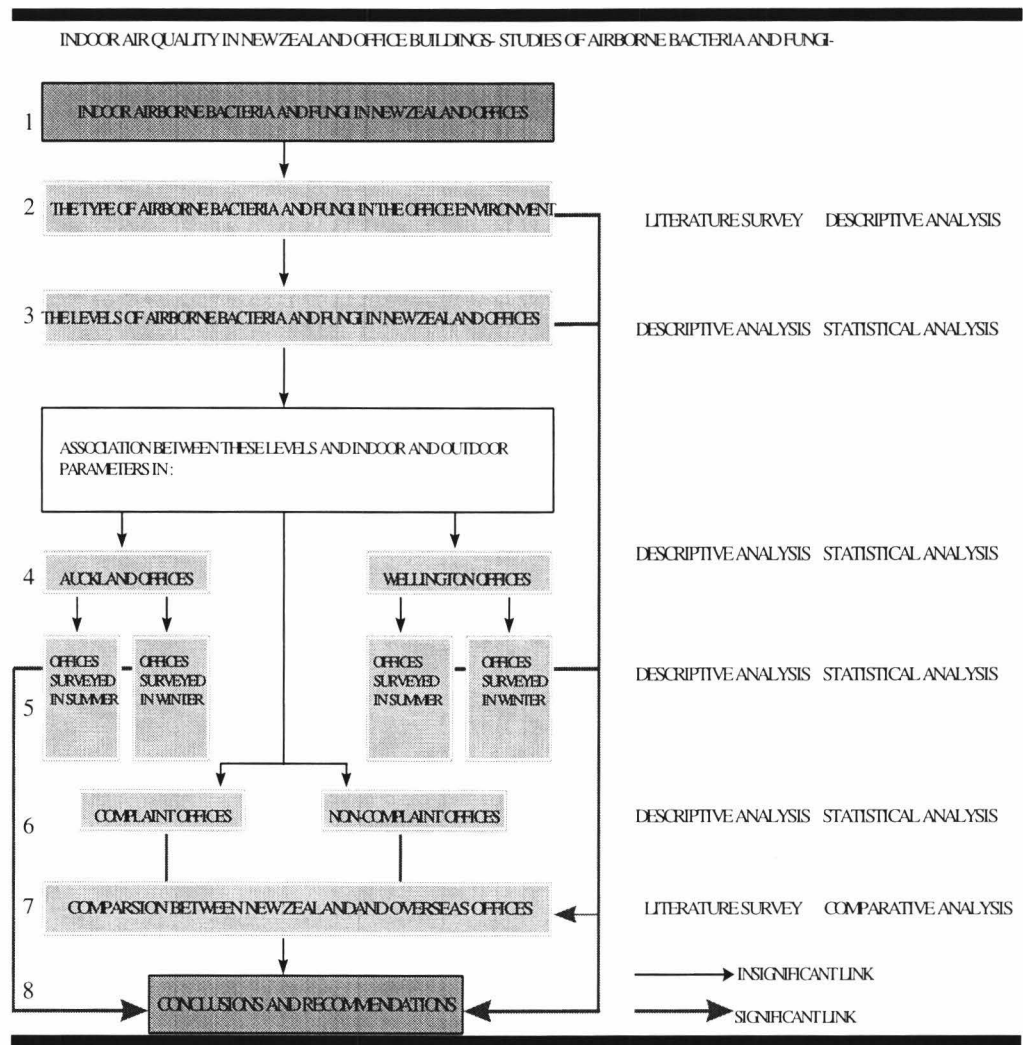 INDOOR AIR QUALITY IN NEW ZEALAND OFFICE BUILDINGS- STUDIES OF AIRBORNE BACTERIA AND FUNGI-
1
INDOOR AIRBORNE BACTERIA AND FUNGI IN NEW ZEALAND OFFICES
2
THE TYPE OF AIRBORNE BACTERIA AND FUNGI IN THE OFFICE ENVIRONMENT
LITERATURE SURVEY DESCRIPTIVE ANALYSIS
3
THE LEVELS OF AIRBORNE BACTERIA AND FUNGI IN NEW ZEALAND OFFICES
DESCRIPTIVE ANALYSIS STATISTICAL ANALYSIS
ASSOCIATION BETWEEN THESE LEVELS AND INDOOR AND OUTDOOR
PARAMETERS IN :
4
AUCKLAND OFFICES
WELLINGTON OFFICES
DESCRIPTIVE ANALYSIS STATISTICAL ANALYSIS
5
OFFICES
SURVEYED
IN SUMMER
OFFICES
SURVEYED
IN WINTER
OFFICES
SURVEYED
IN SUMMER
OFFICES
SURVEYED
IN WINTER
DESCRIPTIVE ANALYSIS STATISTICAL ANALYSIS
6
COMPLAINT OFFICES
NON-COMPLAINT OFFICES
DESCRIPTIVE ANALYSIS STATISTICAL ANALYSIS
7
COMPARSION BETWEEN NEW ZEALAND AND OVERSEAS OFFICES
LITERATURE SURVEY COMPARATIVE ANALYSIS
8
CONCLUSIONS AND RECOMMENDATIONS
INSIGNIFICANT LINK
SIGNIFICANT LINK